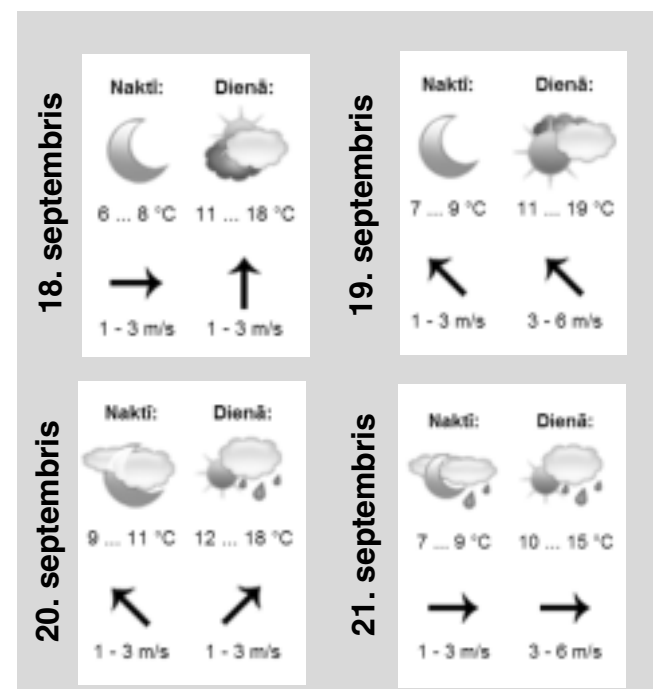 18. septembris
Naktī: Dienā:
6 ... 8 °C 11 ... 18 °C
1 - 3 m/s 1 - 3 m/s
19. septembris
Naktī: Dienā:
7 ... 9 °C 11 ... 19 °C
1 - 3 m/s 3 - 6 m/s
20. septembris
Naktī: Dienā:
9 ... 11 °C 12 ... 18 °C
1 - 3 m/s 1 - 3 m/s
21. septembris
Naktī: Dienā:
7 ... 9 °C 10 ... 15 °C
1 - 3 m/s 3 - 6 m/s